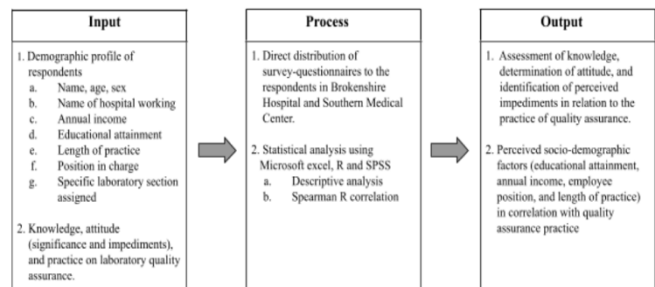 Input
1. Demographic profile of
respondents
a. Name, age, sex
b. Name of hospital working
c. Annual income
d. Educational attainment
e. Length of practice
f. Position in charge
g. Specific laboratory section
assigned
2. Knowledge, attitude
(significance and impediments),
and practice on laboratory quality
assurance.
Process
1. Direct distribution of
survey-questionnaires to the
respondents in Brokenshire
Hospital and Southern Medical
Center.
2. Statistical analysis using
Microsoft excel, R and SPSS
a. Descriptive analysis
b. Spearman R correlation
Output
1. Assessment of knowledge,
determination of attitude, and
identification of perceived
impediments in relation to the
practice of quality assurance.
2. Perceived socio-demographic
factors (educational attainment,
annual income, employee
position, and length of practice)
in correlation with quality
assurance practice